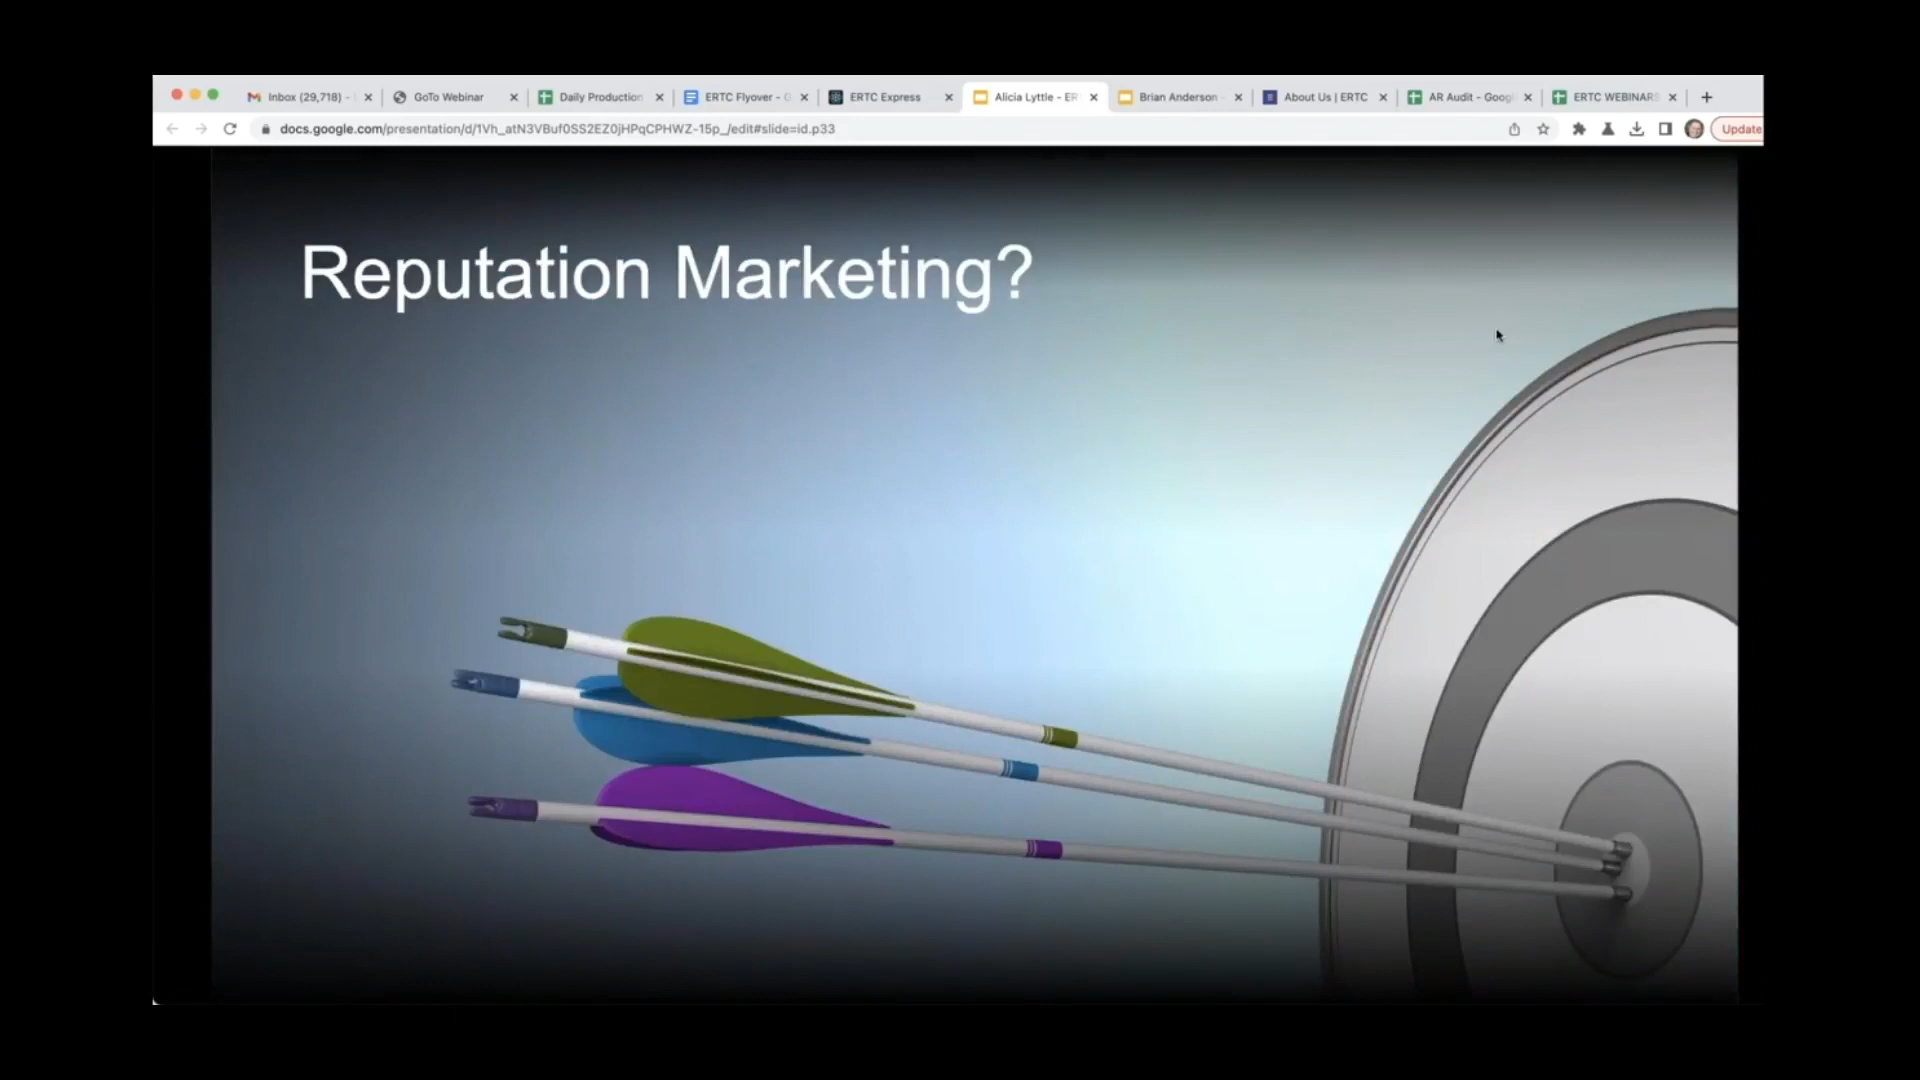 Inbox (29,718) -
GoTo Webinar
Daily Production
ERTC Flyover -
ERTC Express
Alicia Lyttle - ER
Brian Anderson -
About Us | ERTC
AR Audit - Googl
ERTC WEBINARS
docs.google.com/presentation/d/1Vh_atN3VBuf0SS2EZ0jHPqCPHWZ-15p_/edit#slide=id.p33
Update
Reputation Marketing?